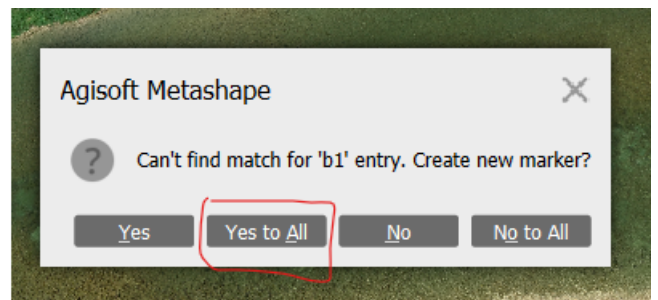 Agisoft Metashape
Can't find match for 'b1' entry. Create new marker?
Yes Yes to All No No to All